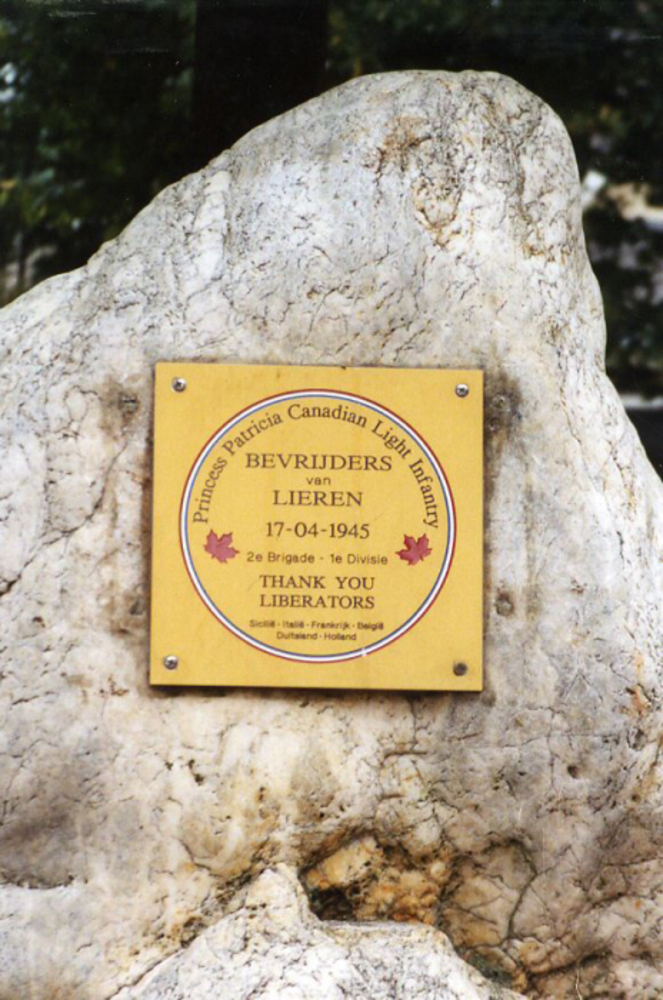 Princess Patricia Canadian Light Infantry
BEVRIJDERS
van
LIEREN
17-04-1945
2e Brigade - 1e Divisie
THANK YOU
LIBERATORS
Sicilië - Italië - Frankrijk - België
Duitsland - Holland